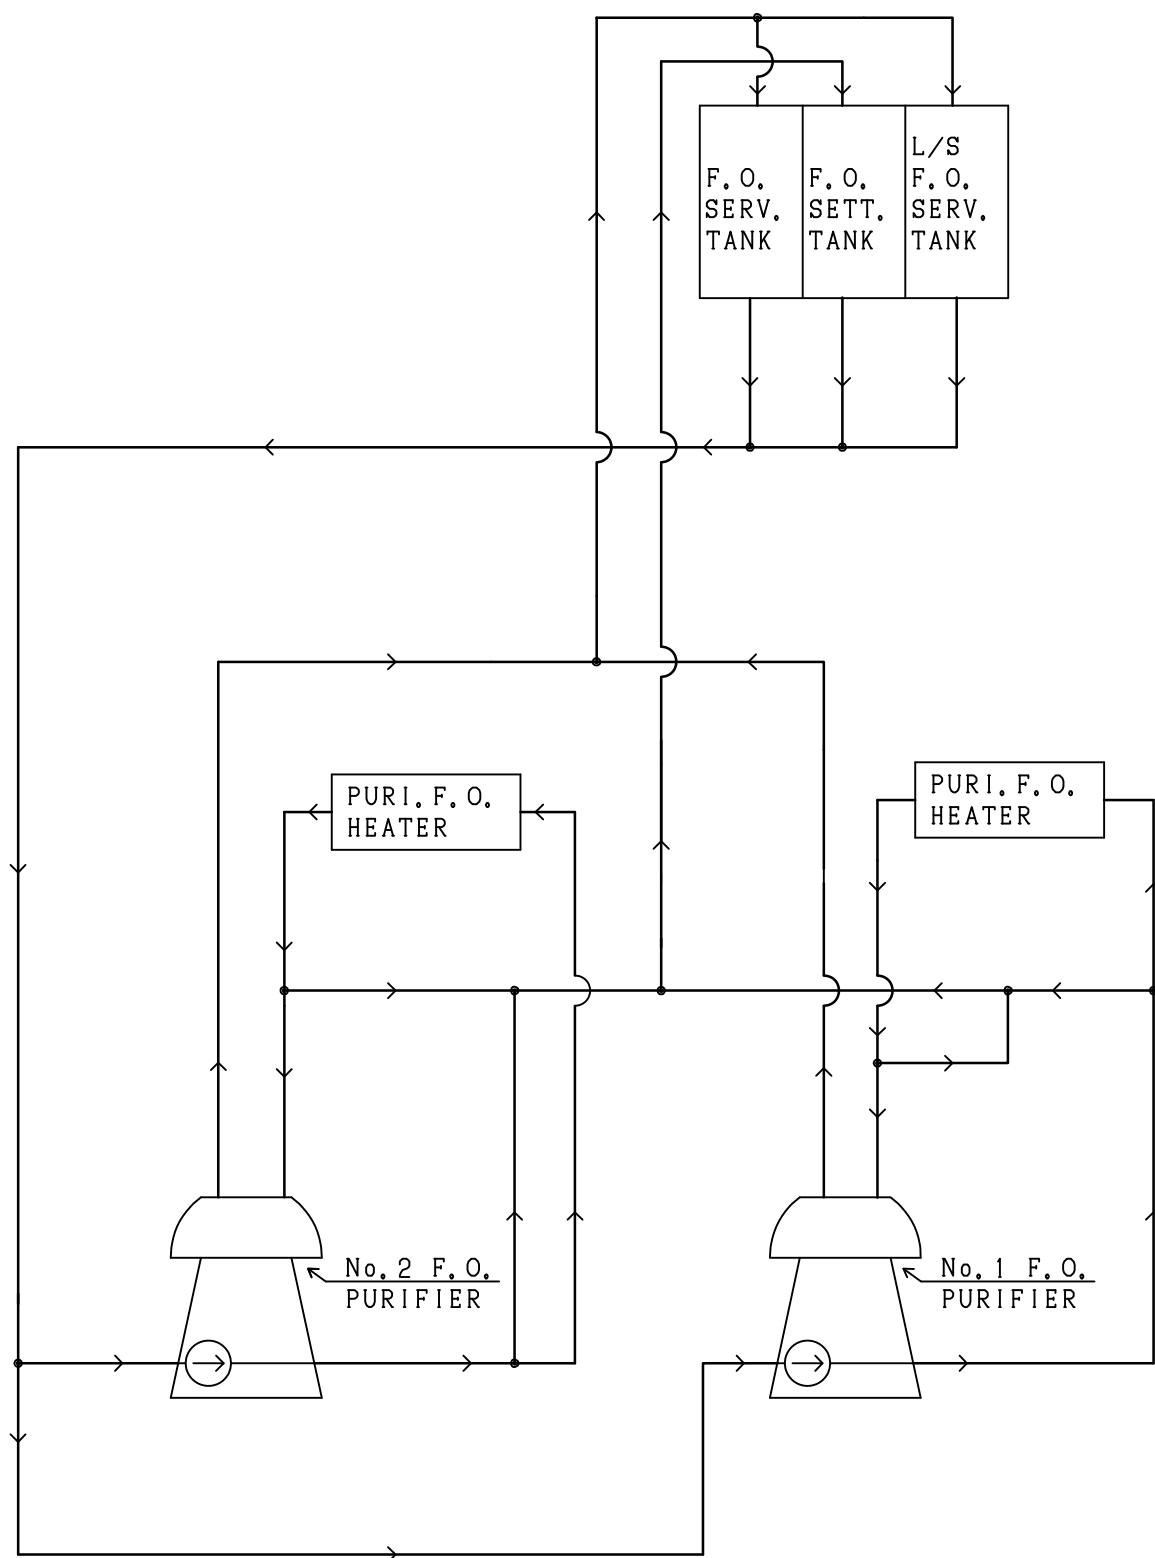 F.O.
SERV.
TANK
F.O.
SETT.
TANK
L/S
F.O.
SERV.
TANK
PURI.F.O.
HEATER
PURI.F.O.
HEATER
No.2 F.O.
PURIFIER
No.1 F.O.
PURIFIER